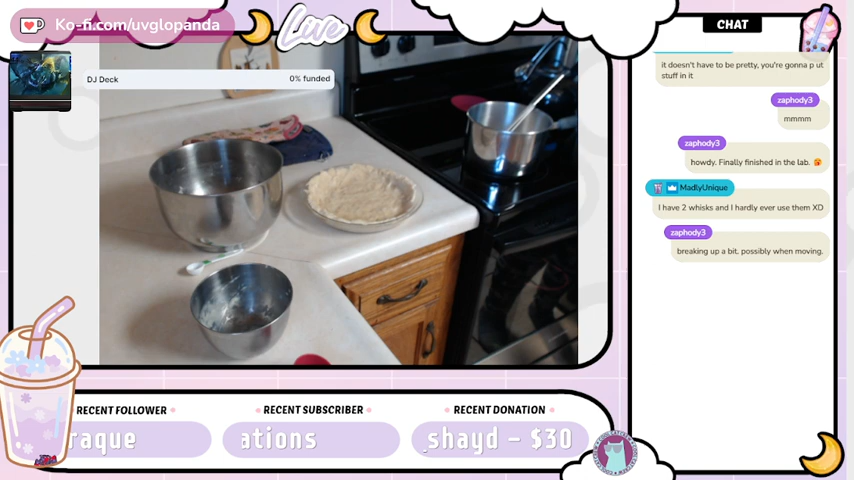 Ko-fi.com/uvglopanda
Live
CHAT
DJ Deck 0% funded
it doesn't have to be pretty, you're gonna p ut
stuff in it
zaphody3
mmmm
zaphody3
howdy. Finally finished in the lab.
MadlyUnique
I have 2 whisks and I hardly ever use them XD
zaphody3
breaking up a bit. possibly when moving.
RECENT FOLLOWER
raque
RECENT SUBSCRIBER
ations
RECENT DONATION
shayd - $30